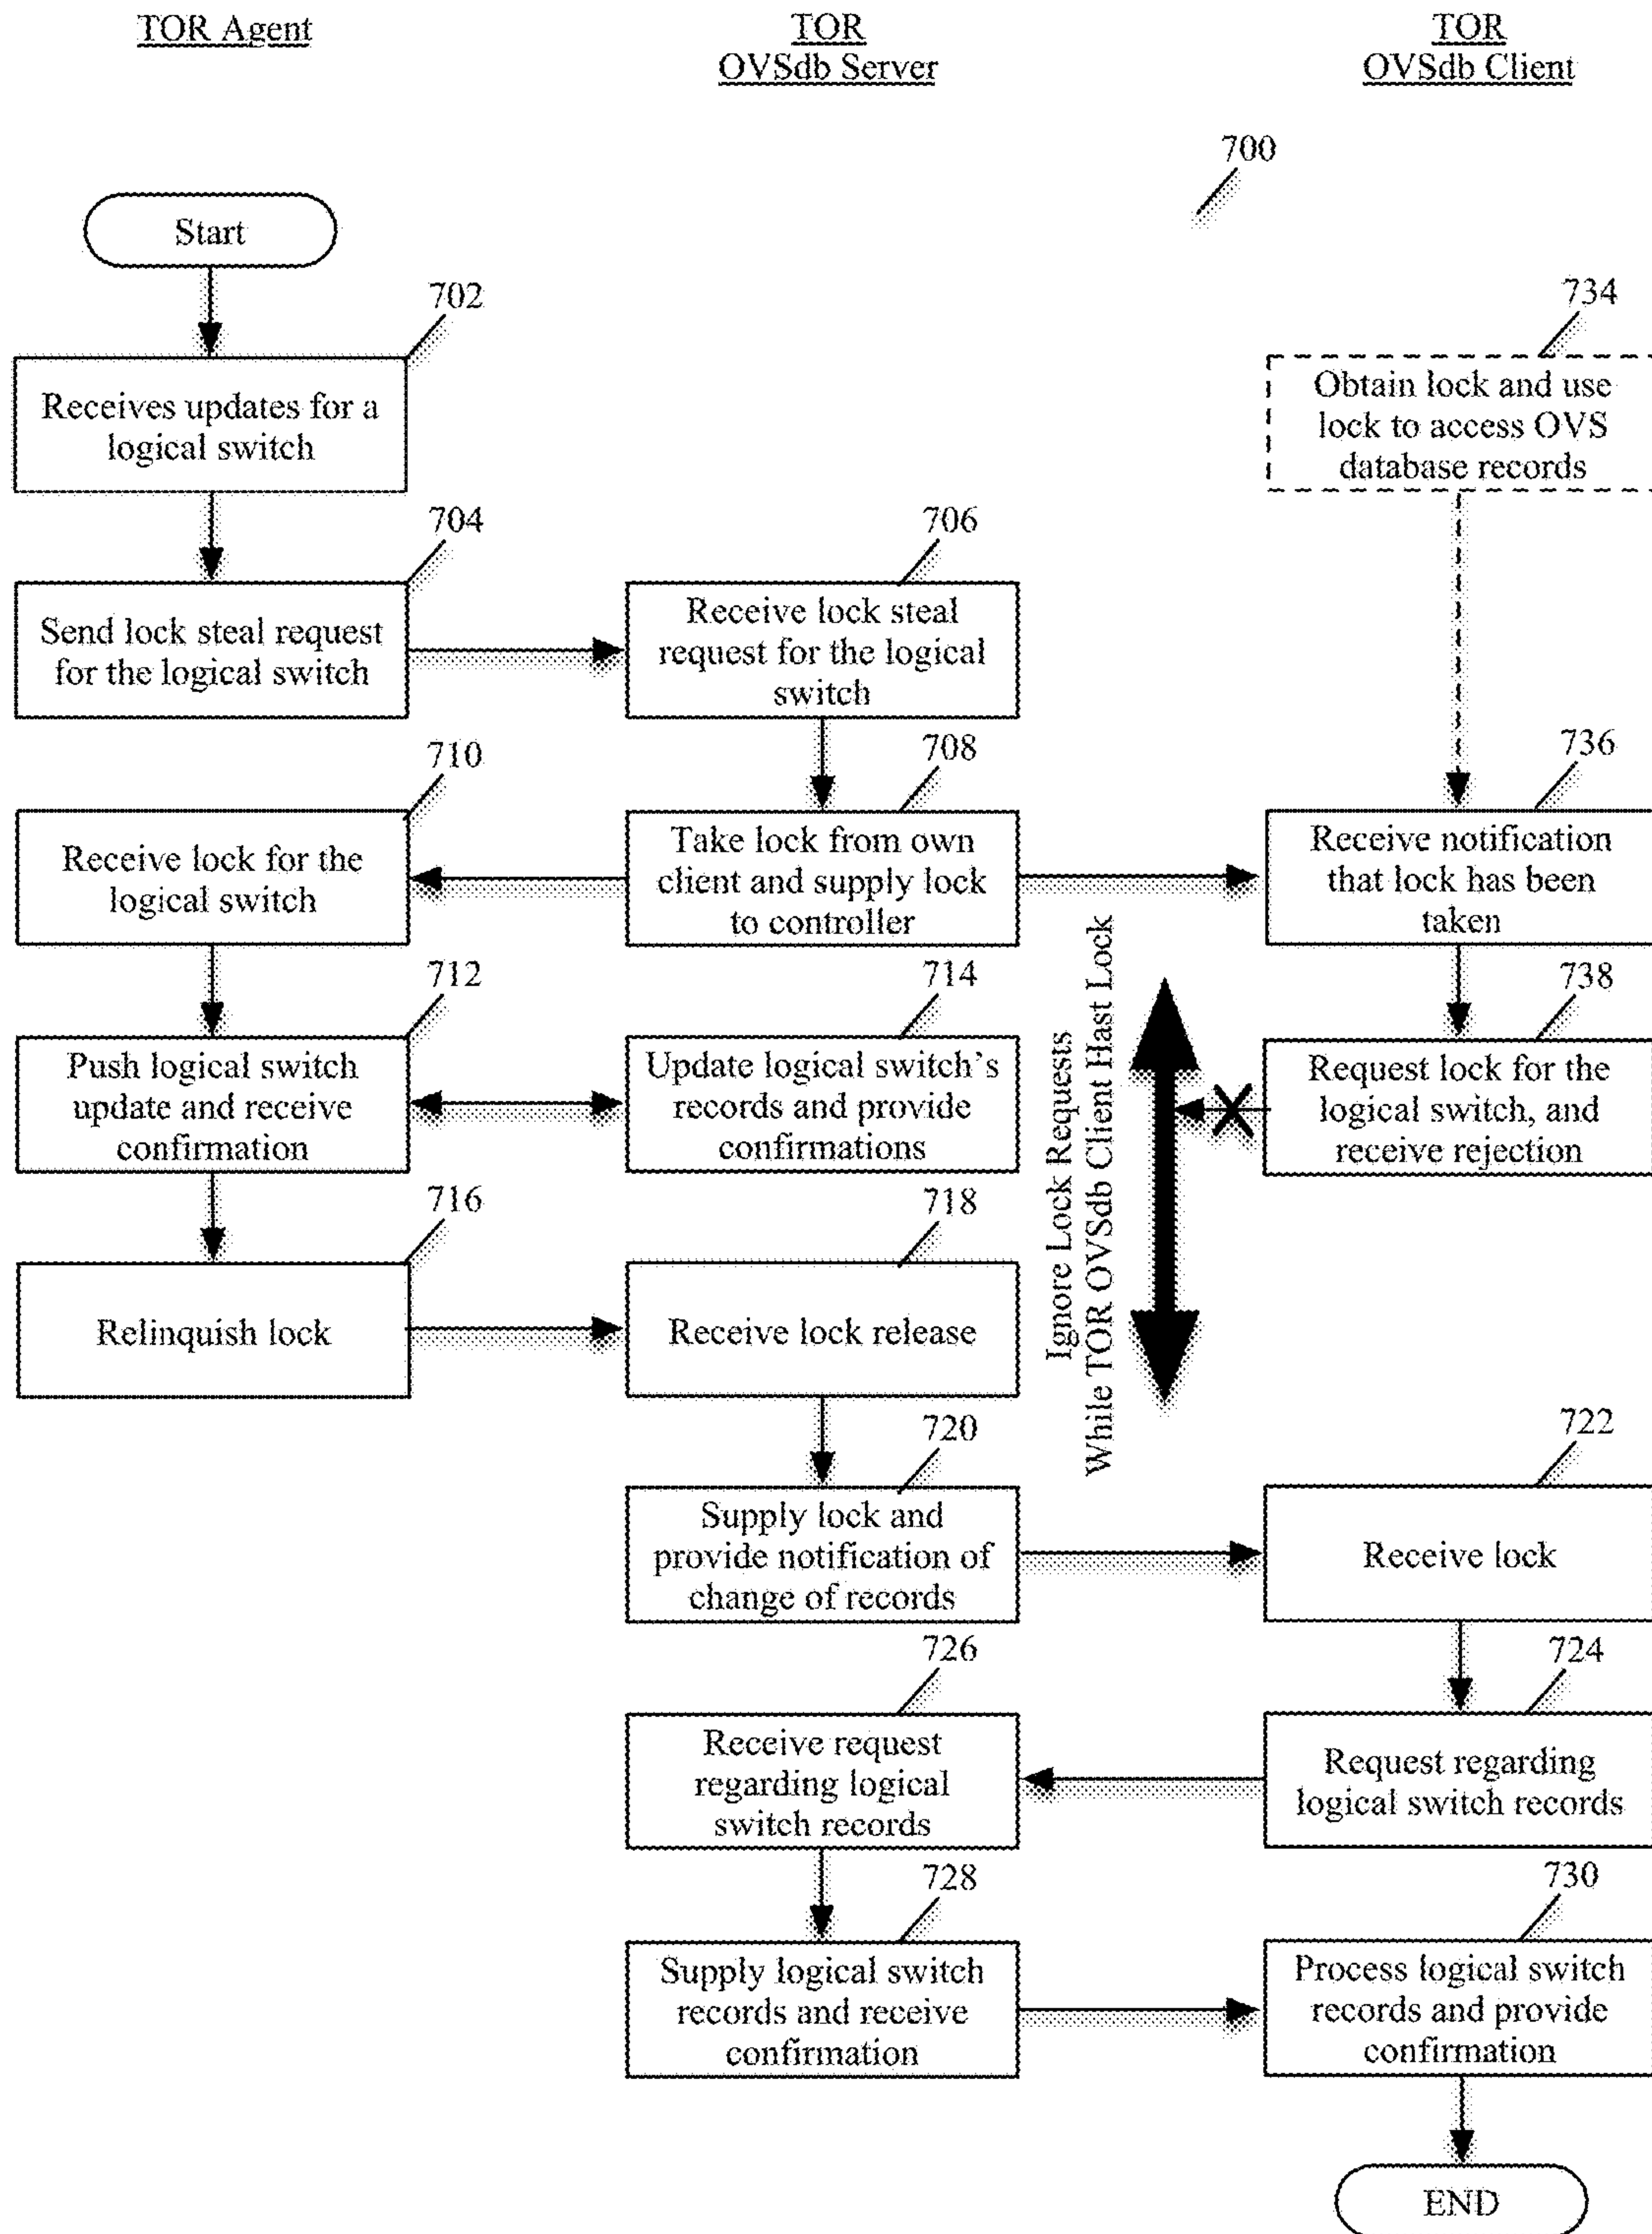 TOR Agent
TOR
OVSdb Server
TOR
OVSdb Client
700
Start
702
734
Receives updates for a
logical switch
Obtain lock and use
lock to access OVS
database records
704
706
Send lock steal request
for the logical switch
Receive lock steal
request for the logical
switch
710
708
736
Receive lock for the
logical switch
Take lock from own
client and supply lock
to controller
Receive notification
that lock has been
taken
712
714
738
Push logical switch
update and receive
confirmation
Update logical switch's
records and provide
confirmations
Ignore Lock Requests
While TOR OVSdb Client Hast Lock
Request lock for the
logical switch, and
receive rejection
716
718
Relinquish lock
Receive lock release
720
722
Supply lock and
provide notification of
change of records
Receive lock
726
724
Receive request
regarding logical
switch records
Request regarding
logical switch records
728
730
Supply logical switch
records and receive
confirmation
Process logical switch
records and provide
confirmation
END